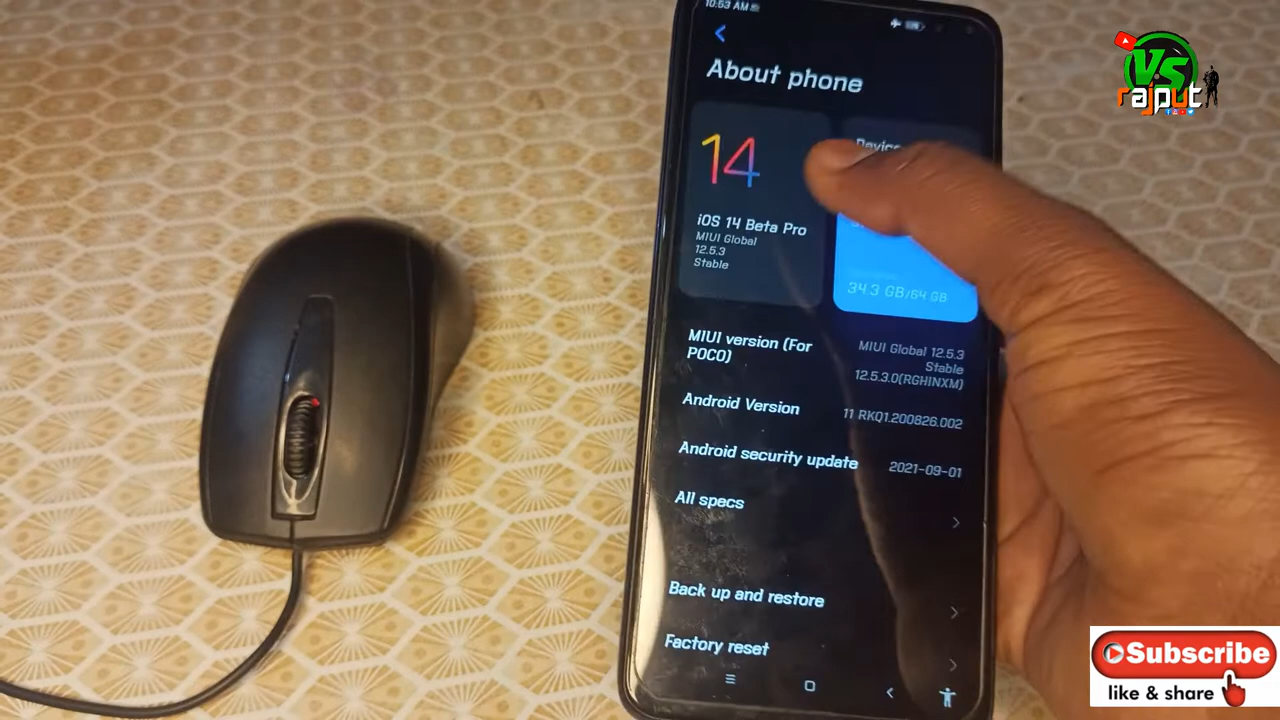 10:53 AM
About phone
14
iOS 14 Beta Pro
MIUI Global
12.5.3
Stable
Device
34.3 GB/64 GB
MIUI version (For
POCO)
MIUI Global 12.5.3
Stable
12.5.3.0(RGHINXM)
Android Version
11 RKQ1.200826.002
Android security update
2021-09-01
All specs
Back up and restore
Factory reset
VS
rajput
Subscribe
like & share